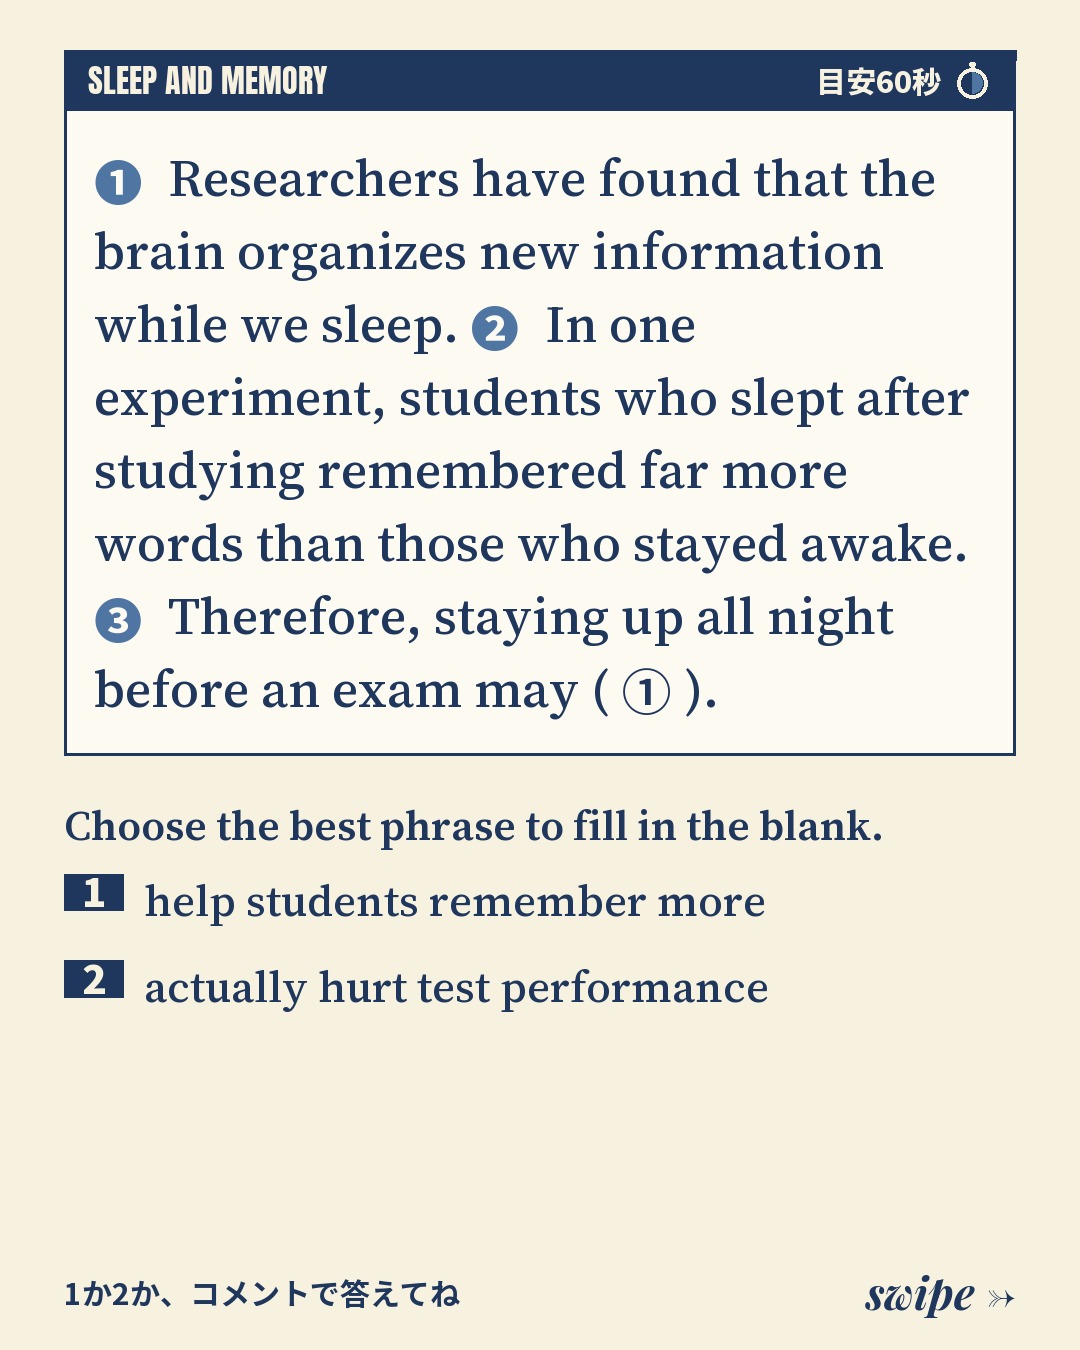 SLEEP AND MEMORY 目安60秒
❶ Researchers have found that the
brain organizes new information
while we sleep. ❷ In one
experiment, students who slept after
studying remembered far more
words than those who stayed awake.
❸ Therefore, staying up all night
before an exam may ( ① ).
Choose the best phrase to fill in the blank.
1 help students remember more
2 actually hurt test performance
1か2か、コメントで答えてね
swipe